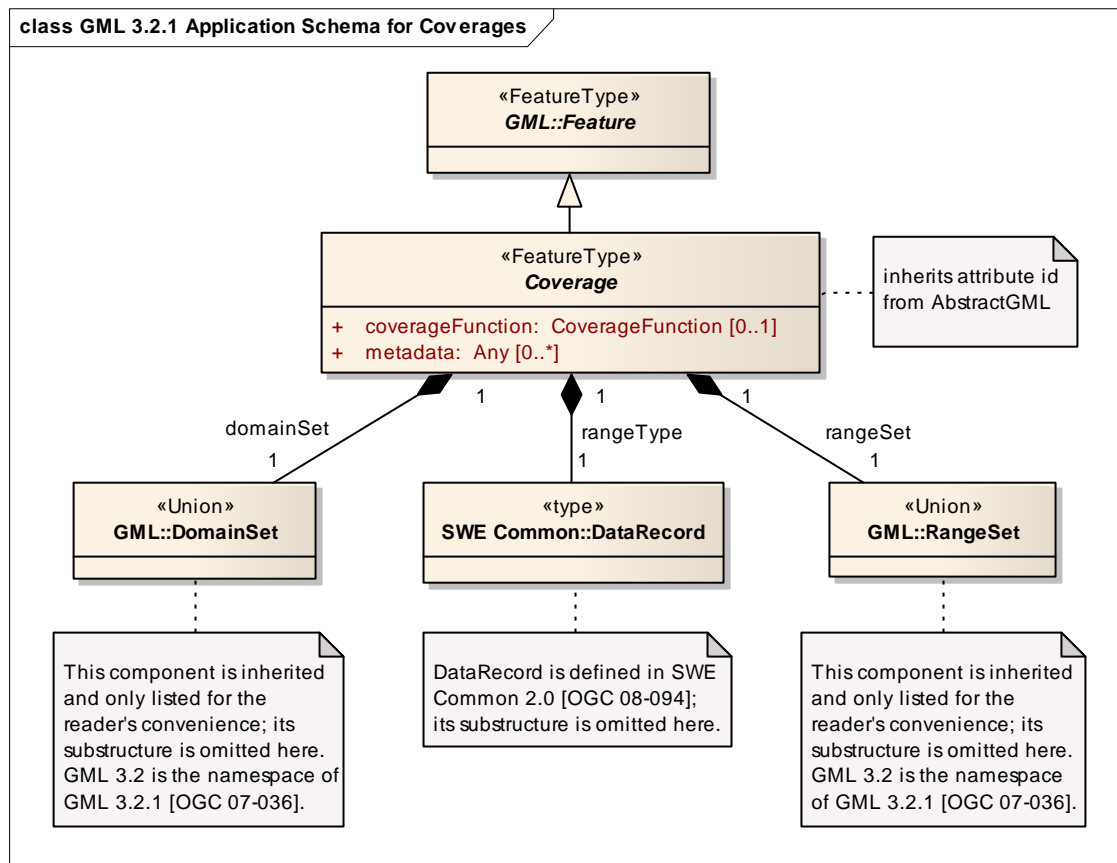 class GML 3.2.1 Application Schema for Coverages
«FeatureType»
GML::Feature
«FeatureType»
Coverage
+ coverageFunction: CoverageFunction [0..1]
+ metadata: Any [0..*]
inherits attribute id
from AbstractGML
1
1
1
domainSet
rangeType
rangeSet
1
1
1
«Union»
GML::DomainSet
«type»
SWE Common::DataRecord
«Union»
GML::RangeSet
This component is inherited
and only listed for the
reader's convenience; its
substructure is omitted here.
GML 3.2 is the namespace of
GML 3.2.1 [OGC 07-036].
DataRecord is defined in SWE
Common 2.0 [OGC 08-094];
its substructure is omitted here.
This component is inherited
and only listed for the
reader's convenience; its
substructure is omitted here.
GML 3.2 is the namespace
of GML 3.2.1 [OGC 07-036].